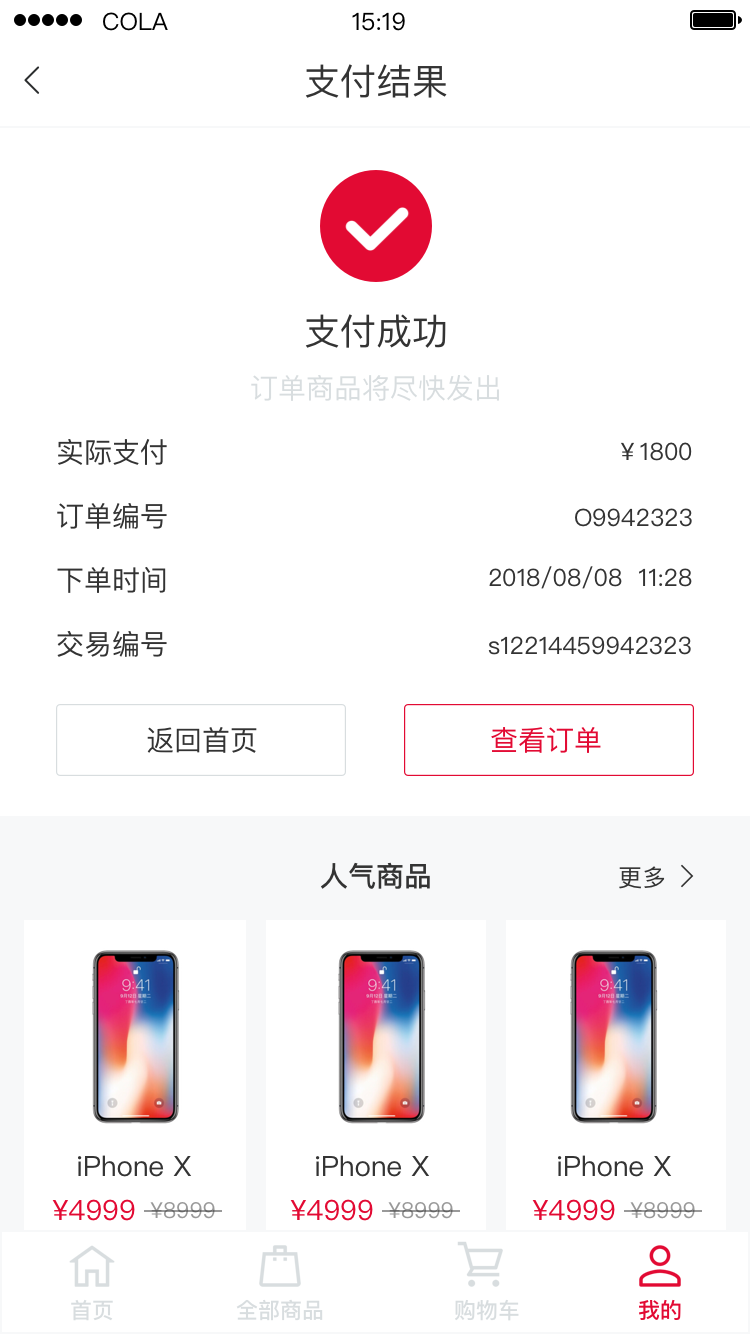 COLA 15:19
支付结果
支付成功
订单商品将尽快发出
实际支付 ¥1800
订单编号 O9942323
下单时间 2018/08/08 11:28
交易编号 s12214459942323
返回首页 查看订单
人气商品 更多
9:41 9:41 9:41
iPhone X iPhone X iPhone X
¥4999 ¥8999 ¥4999 ¥8999 ¥4999 ¥8999
首页 全部商品 购物车 我的